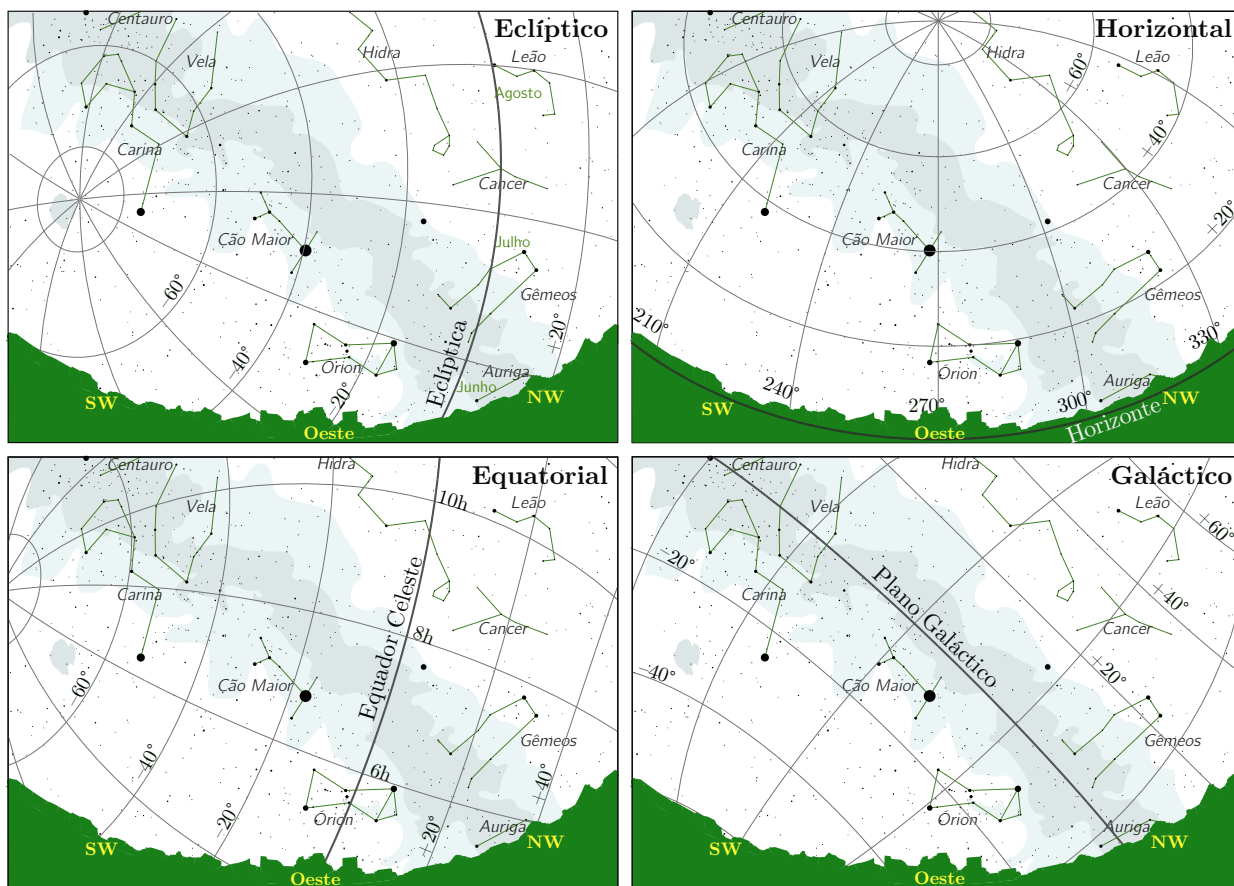 Eclíptico
Centauro
Vela
Hidra
Leão
Agosto
Carina
Cancer
Cão Maior
Julho
−60°
Gêmeos
−40°
Eclíptica
+20°
Órion
Auriga
Junho
−20°
SW
NW
Oeste
Horizontal
Centauro
Vela
Hidra
Leão
+60°
Carina
+40°
Cancer
Cão Maior
+20°
Gêmeos
210°
330°
Órion
Auriga
240°
270°
300°
Horizonte
SW
NW
Oeste
Equatorial
Centauro
Vela
Hidra
Leão
10h
Carina
Cancer
8h
Equador Celeste
−60°
Cão Maior
Gêmeos
−40°
6h
+40°
−20°
Órion
Auriga
+20°
SW
NW
Oeste
Galáctico
Centauro
Vela
Hidra
Leão
+60°
−20°
Carina
Plano Galáctico
+40°
Cancer
−40°
+20°
Cão Maior
Gêmeos
Órion
Auriga
SW
NW
Oeste